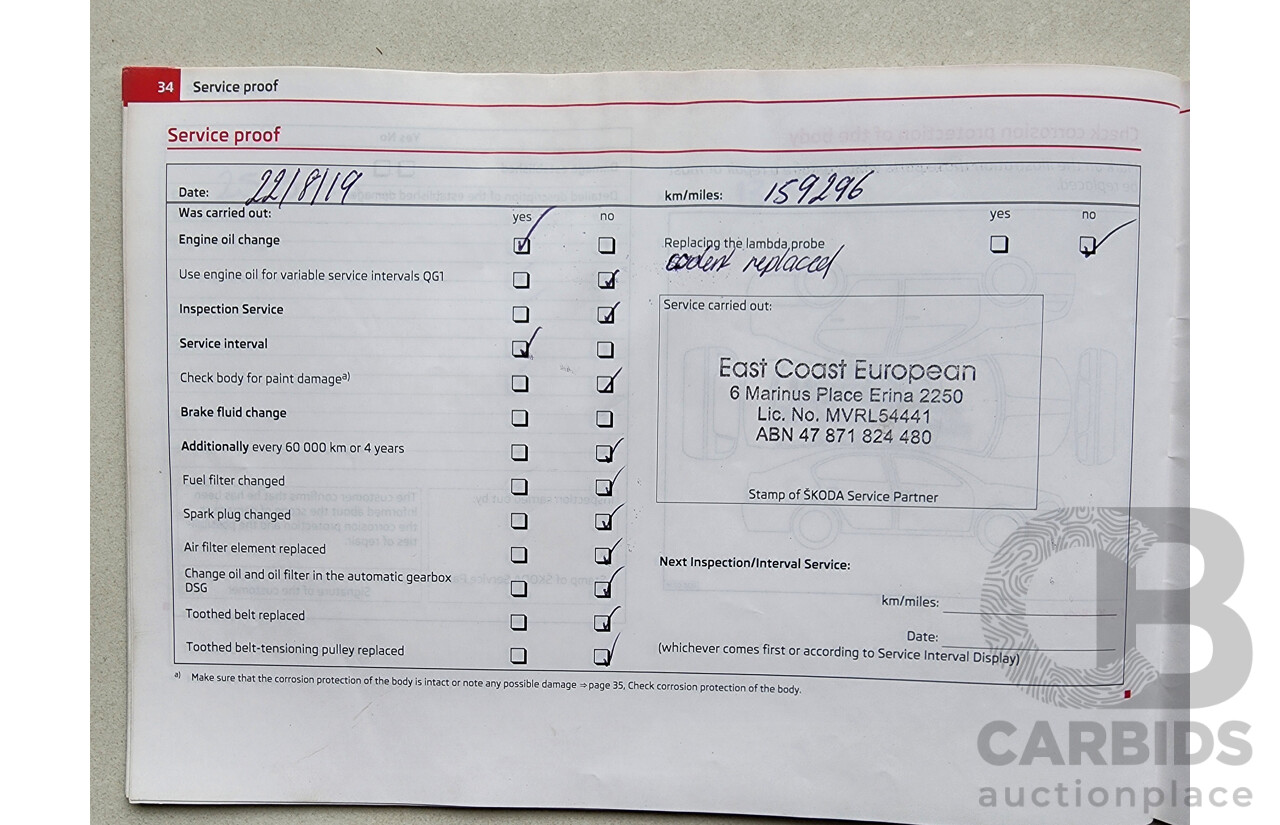 34 Service proof
Service proof
Date: 22/8/19
km/miles: 159296
Was carried out: yes no
yes no
Engine oil change
Replacing the lambda probe
replaced
Use engine oil for variable service intervals QG1
Inspection Service
Service interval
Check body for paint damage a)
Brake fluid change
Additionally every 60 000 km or 4 years
Fuel filter changed
Spark plug changed
Air filter element replaced
Change oil and oil filter in the automatic gearbox
DSG
Toothed belt replaced
Toothed belt-tensioning pulley replaced
Service carried out:
East Coast European
6 Marinus Place Erina 2250
Lic. No. MVRL54441
ABN 47 871 824 480
Stamp of ŠKODA Service Partner
Next Inspection/Interval Service:
km/miles:
Date:
(whichever comes first or according to Service Interval Display)
a) Make sure that the corrosion protection of the body is intact or note any possible damage ⇒ page 35, Check corrosion protection of the body.
CB
CARBIDS
auctionplace